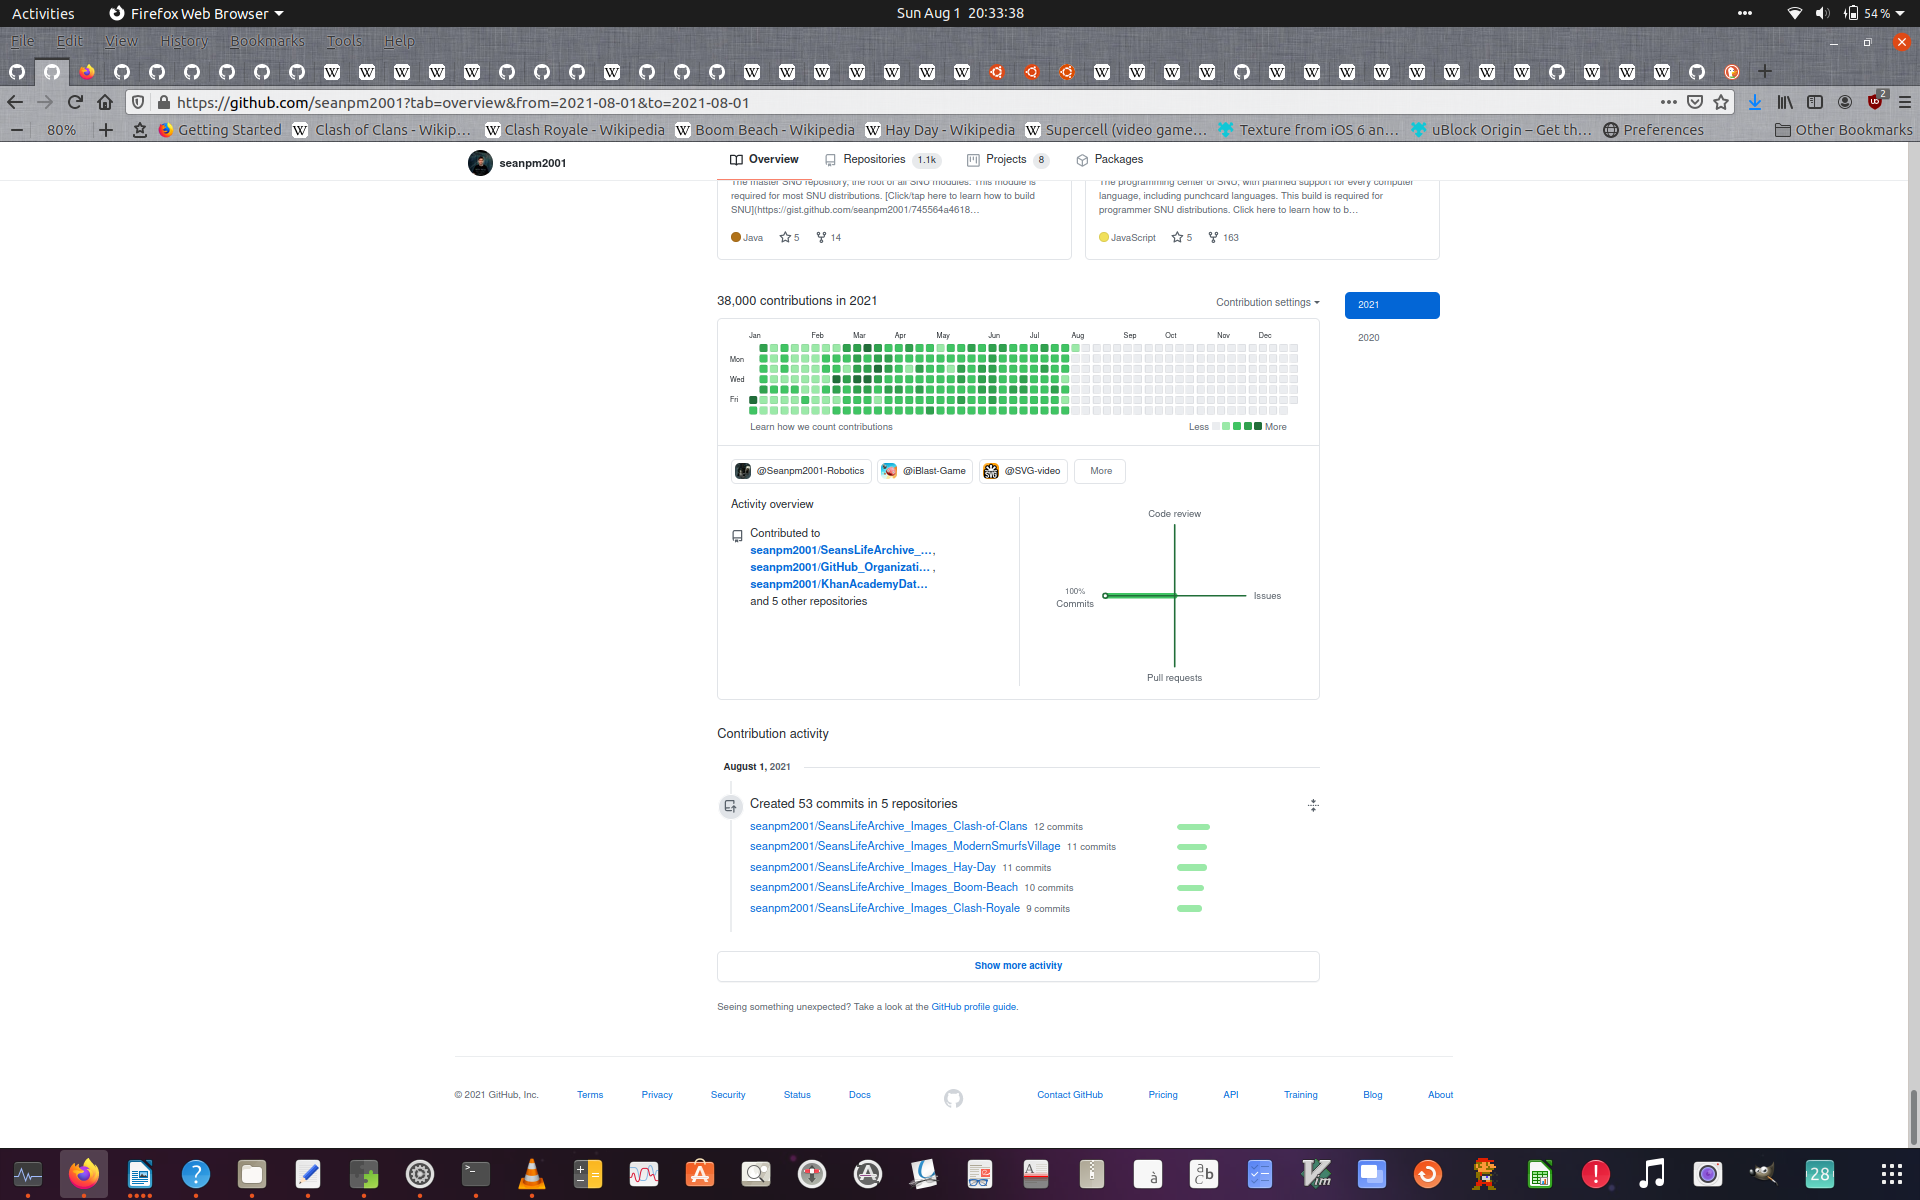 Activities
Firefox Web Browser
Sun Aug 1 20:33:38
54 %
File Edit View History Bookmarks Tools Help
https://github.com/seanpm2001?tab=overview&from=2021-08-01&to=2021-08-01
2
80%
Getting Started
Clash of Clans - Wikip…
Clash Royale - Wikipedia
Boom Beach - Wikipedia
Hay Day - Wikipedia
Supercell (video game…
Texture from iOS 6 an…
uBlock Origin – Get th…
Preferences
Other Bookmarks
seanpm2001
Overview
Repositories 1.1k
Projects 8
Packages
The master SNU repository, the root of all SNU modules. This module is
required for most SNU distributions. [Click/tap here to learn how to build
SNU](https://gist.github.com/seanpm2001/745564a4618…
Java 5 14
The programming center of SNU, with planned support for every computer
language, including punchcard languages. This build is required for
programmer SNU distributions. Click here to learn how to b…
JavaScript 5 163
38,000 contributions in 2021
Contribution settings
2021
2020
Jan Feb Mar Apr May Jun Jul Aug Sep Oct Nov Dec
Mon
Wed
Fri
Learn how we count contributions
Less
More
@Seanpm2001-Robotics
@iBlast-Game
SVG
@SVG-video
More
Activity overview
Contributed to
seanpm2001/SeansLifeArchive_…,
seanpm2001/GitHub_Organizati…,
seanpm2001/KhanAcademyDat…
and 5 other repositories
Code review
100%
Commits
Issues
Pull requests
Contribution activity
August 1, 2021
Created 53 commits in 5 repositories
seanpm2001/SeansLifeArchive_Images_Clash-of-Clans 12 commits
seanpm2001/SeansLifeArchive_Images_ModernSmurfsVillage 11 commits
seanpm2001/SeansLifeArchive_Images_Hay-Day 11 commits
seanpm2001/SeansLifeArchive_Images_Boom-Beach 10 commits
seanpm2001/SeansLifeArchive_Images_Clash-Royale 9 commits
Show more activity
Seeing something unexpected? Take a look at the GitHub profile guide.
© 2021 GitHub, Inc.
Terms
Privacy
Security
Status
Docs
Contact GitHub
Pricing
API
Training
Blog
About
28